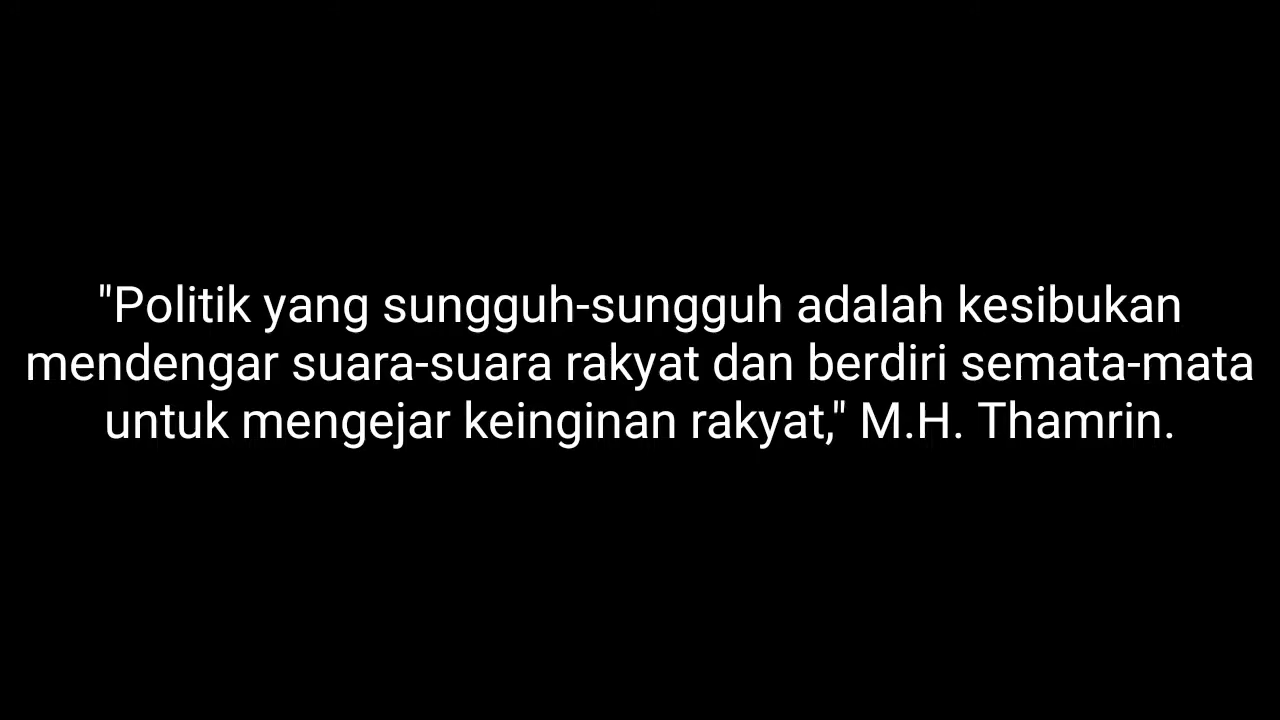 "Politik yang sungguh-sungguh adalah kesibukan
mendengar suara-suara rakyat dan berdiri semata-mata
untuk mengejar keinginan rakyat," M.H. Thamrin.